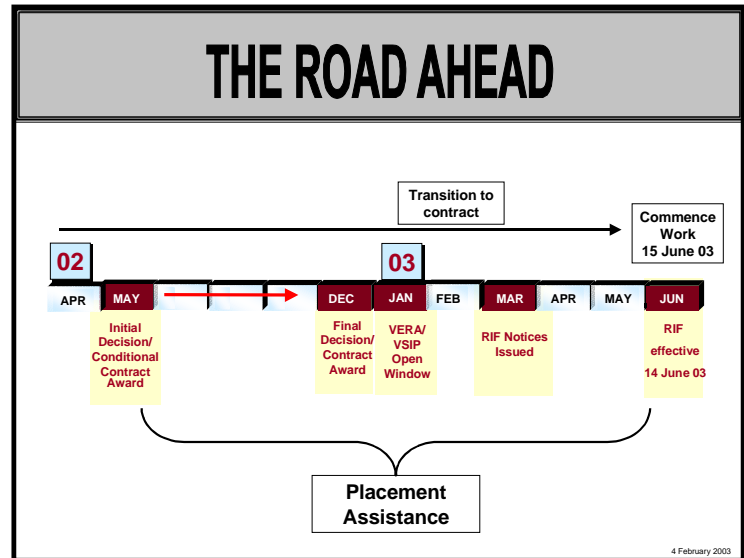 THE ROAD AHEAD
Transition to
contract
Commence
Work
15 June 03
02
03
APR
MAY
DEC
JAN
FEB
MAR
APR
MAY
JUN
Initial
Decision/
Conditional
Contract
Award
Final
Decision/
Contract
Award
VERA/
VSIP
Open
Window
RIF Notices
Issued
RIF
effective
14 June 03
Placement
Assistance
4 February 2003